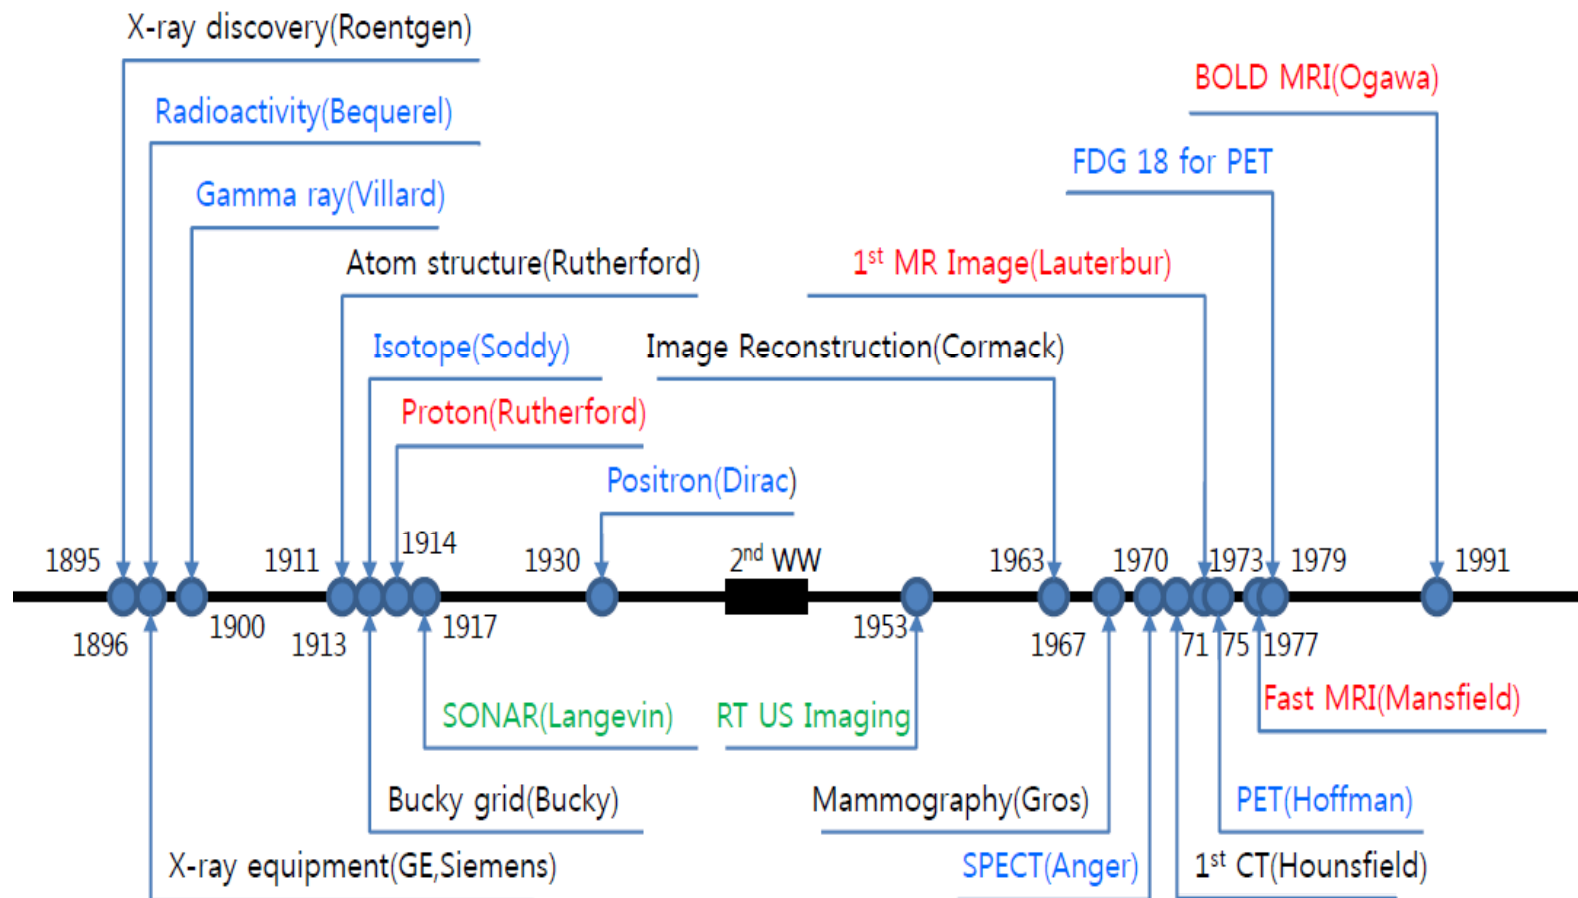 X-ray discovery(Roentgen)
BOLD MRI(Ogawa)
Radioactivity(Bequerel)
FDG 18 for PET
Gamma ray(Villard)
Atom structure(Rutherford)
1st MR Image(Lauterbur)
Isotope(Soddy)
Image Reconstruction(Cormack)
Proton(Rutherford)
Positron(Dirac)
1895
1911
1914
1930
2nd WW
1963
1970
1973
1979
1991
1896
1900
1913
1917
1953
1967
71
75
1977
SONAR(Langevin)
RT US Imaging
Fast MRI(Mansfield)
Bucky grid(Bucky)
Mammography(Gros)
PET(Hoffman)
X-ray equipment(GE,Siemens)
SPECT(Anger)
1st CT(Hounsfield)